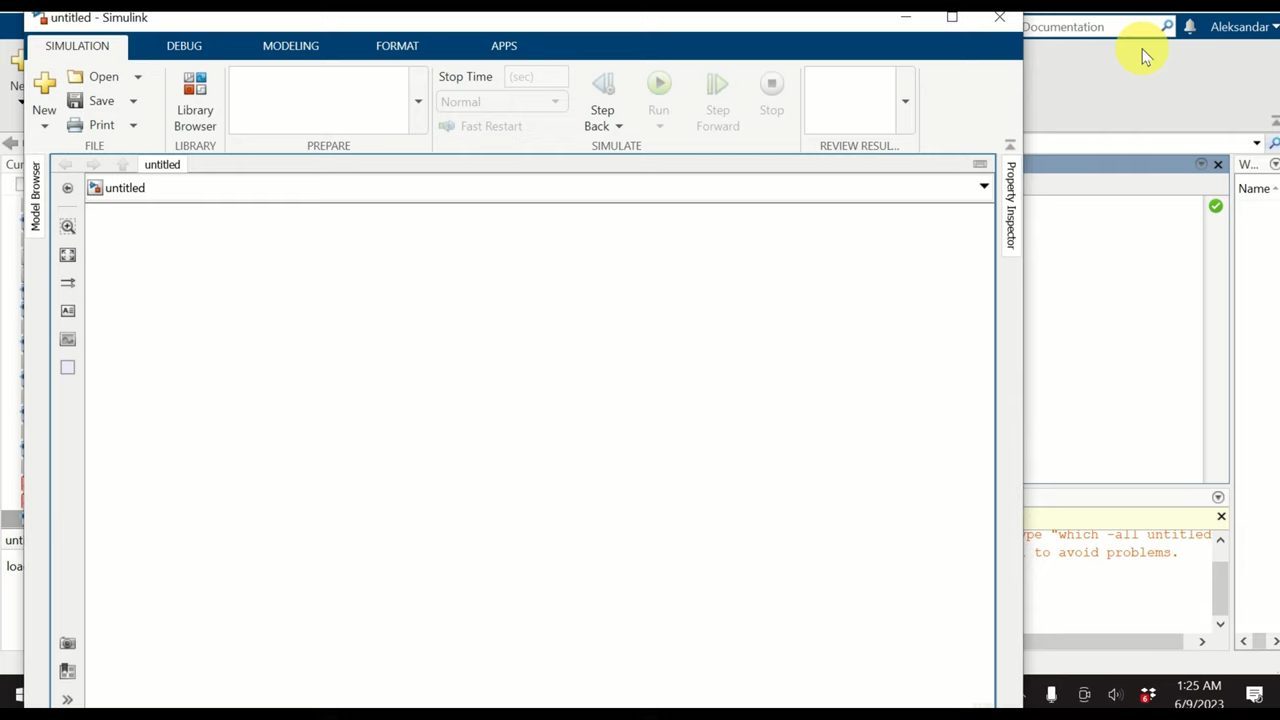 untitled - Simulink
Documentation
Aleksandar
SIMULATION
DEBUG
MODELING
FORMAT
APPS
New
Open
Save
Print
FILE
Library
Browser
LIBRARY
PREPARE
Stop Time
(sec)
Normal
Fast Restart
Step
Back
Run
Step
Forward
Stop
SIMULATE
REVIEW RESUL...
untitled
untitled
Model Browser
Property Inspector
Ne
Cur
W...
Name
unt
loa
ype "which -all untitled
to avoid problems.
1:25 AM
6/9/2023